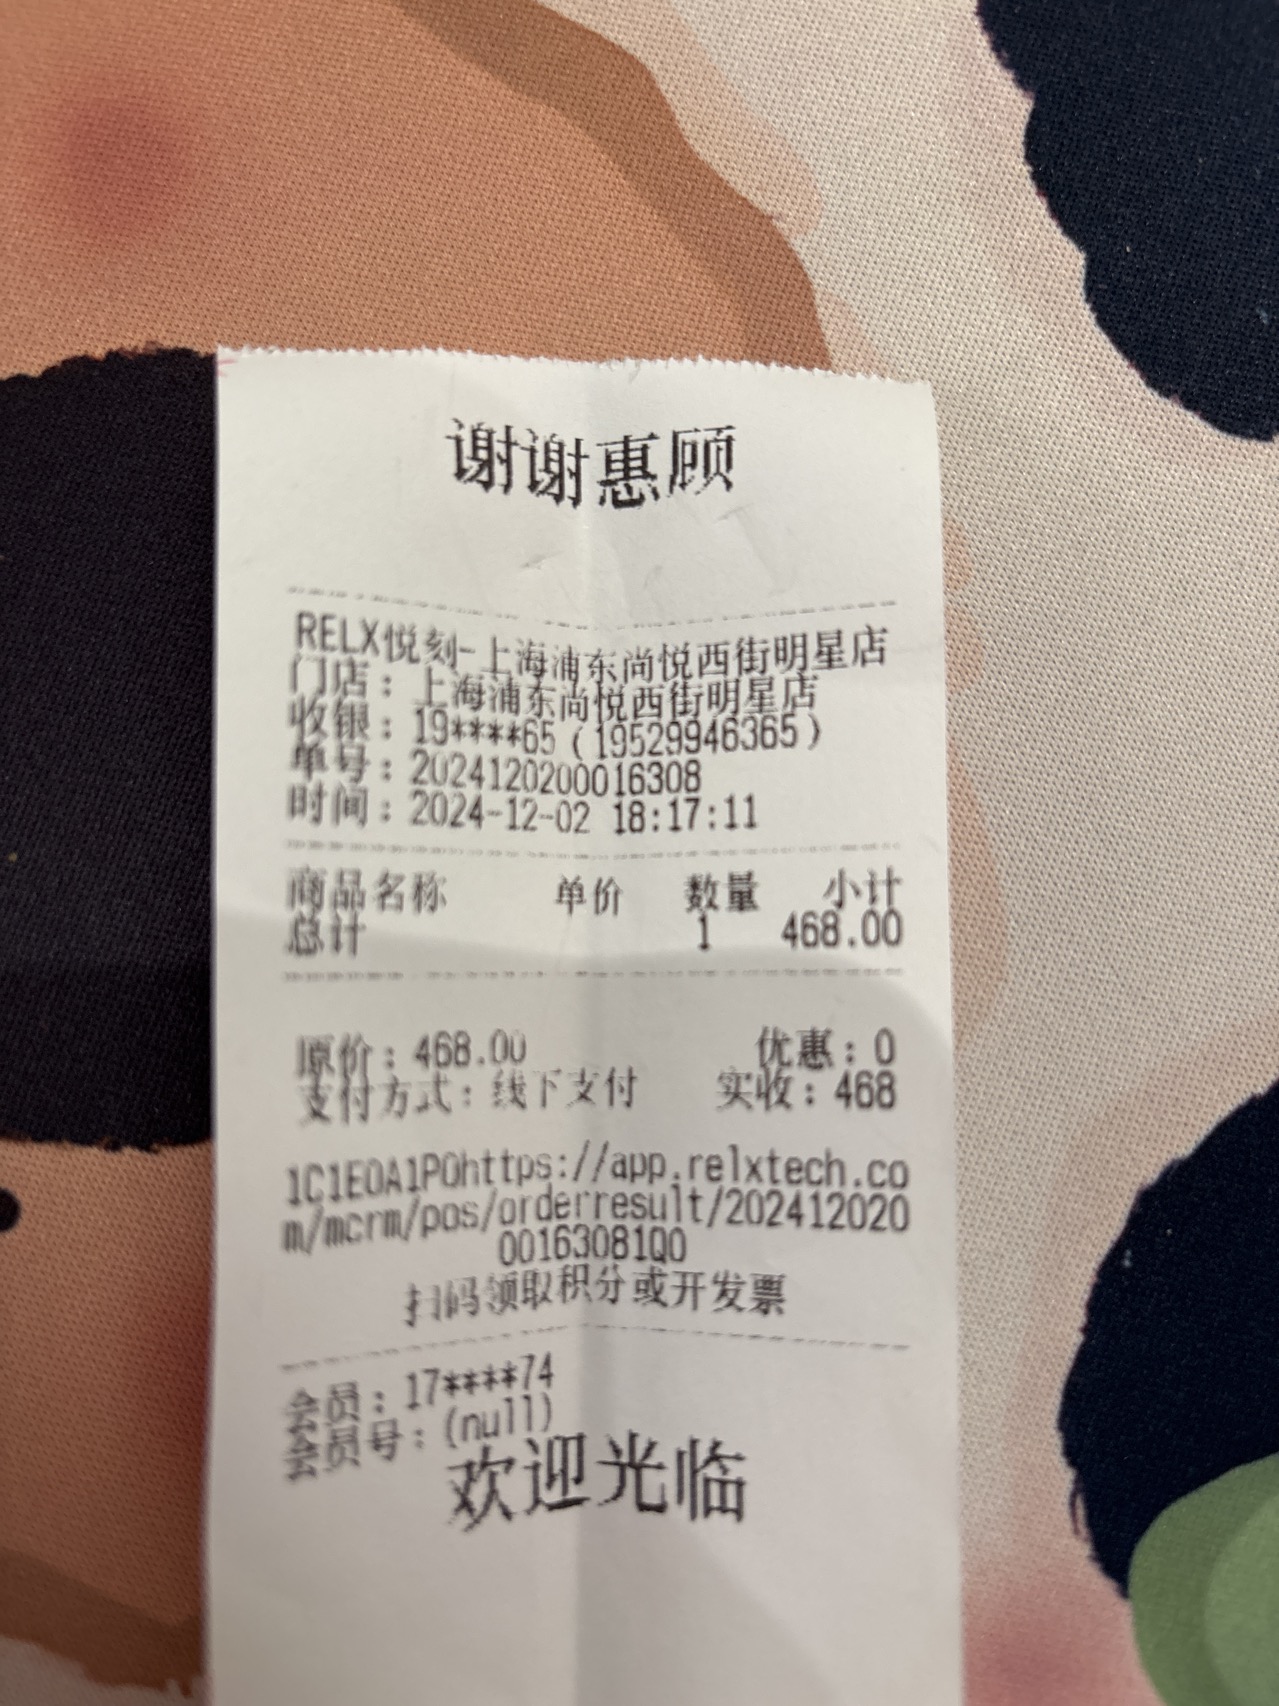 谢谢惠顾
RELX悦刻-上海浦东尚悦西街明星店
门店：上海浦东尚悦西街明星店
收银：19****65（19529946365）
单号：2024120200016308
时间：2024-12-02 18:17:11
商品名称 单价 数量 小计
总计 1 468.00
原价：468.00 优惠：0
支付方式：线下支付 实收：468
1C1E0A1P0https://app.relxtech.co
m/mcrm/pos/orderresult/202412020
00163081Q0
扫码领取积分或开发票
会员：17****74
会员号：(null)
欢迎光临